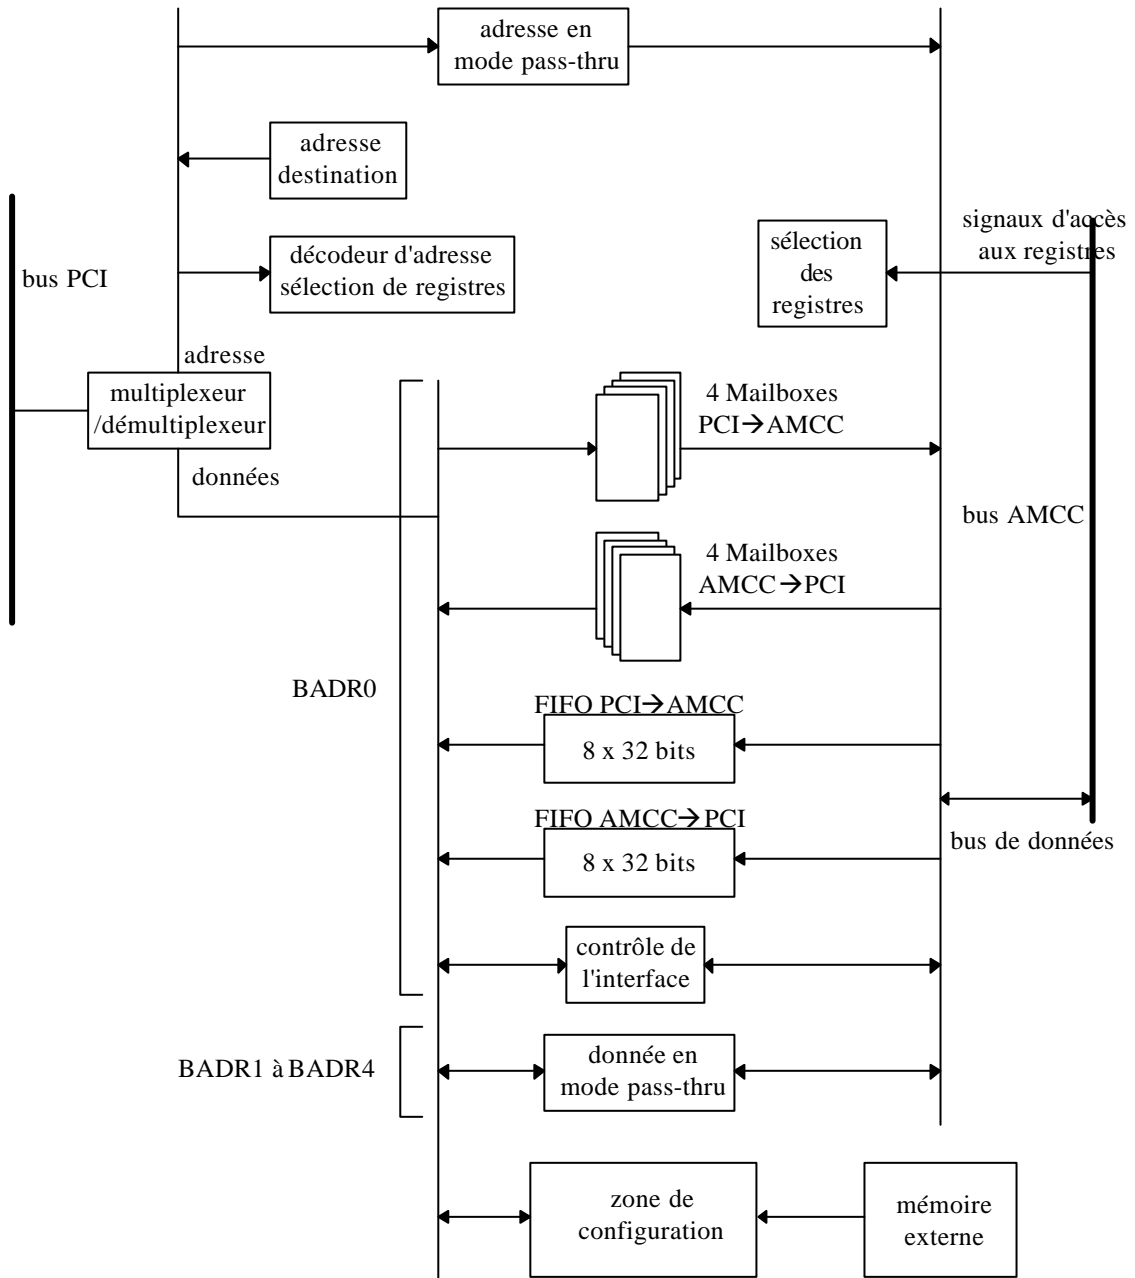 adresse en
mode pass-thru
adresse
destination
signaux d'accès
aux registres
sélection
des
registres
décodeur d'adresse
sélection de registres
bus PCI
adresse
multiplexeur
/démultiplexeur
données
4 Mailboxes
PCI→AMCC
bus AMCC
4 Mailboxes
AMCC→PCI
BADR0
FIFO PCI→AMCC
8 x 32 bits
FIFO AMCC→PCI
8 x 32 bits
bus de données
contrôle de
l'interface
BADR1 à BADR4
donnée en
mode pass-thru
zone de
configuration
mémoire
externe